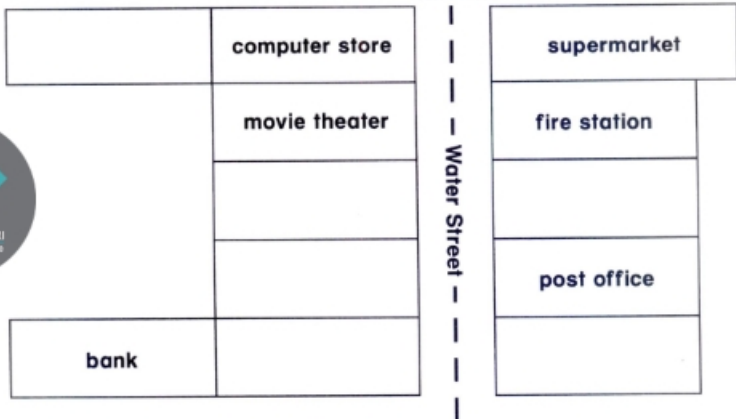 computer store
supermarket
movie theater
fire station
Water Street
post office
bank